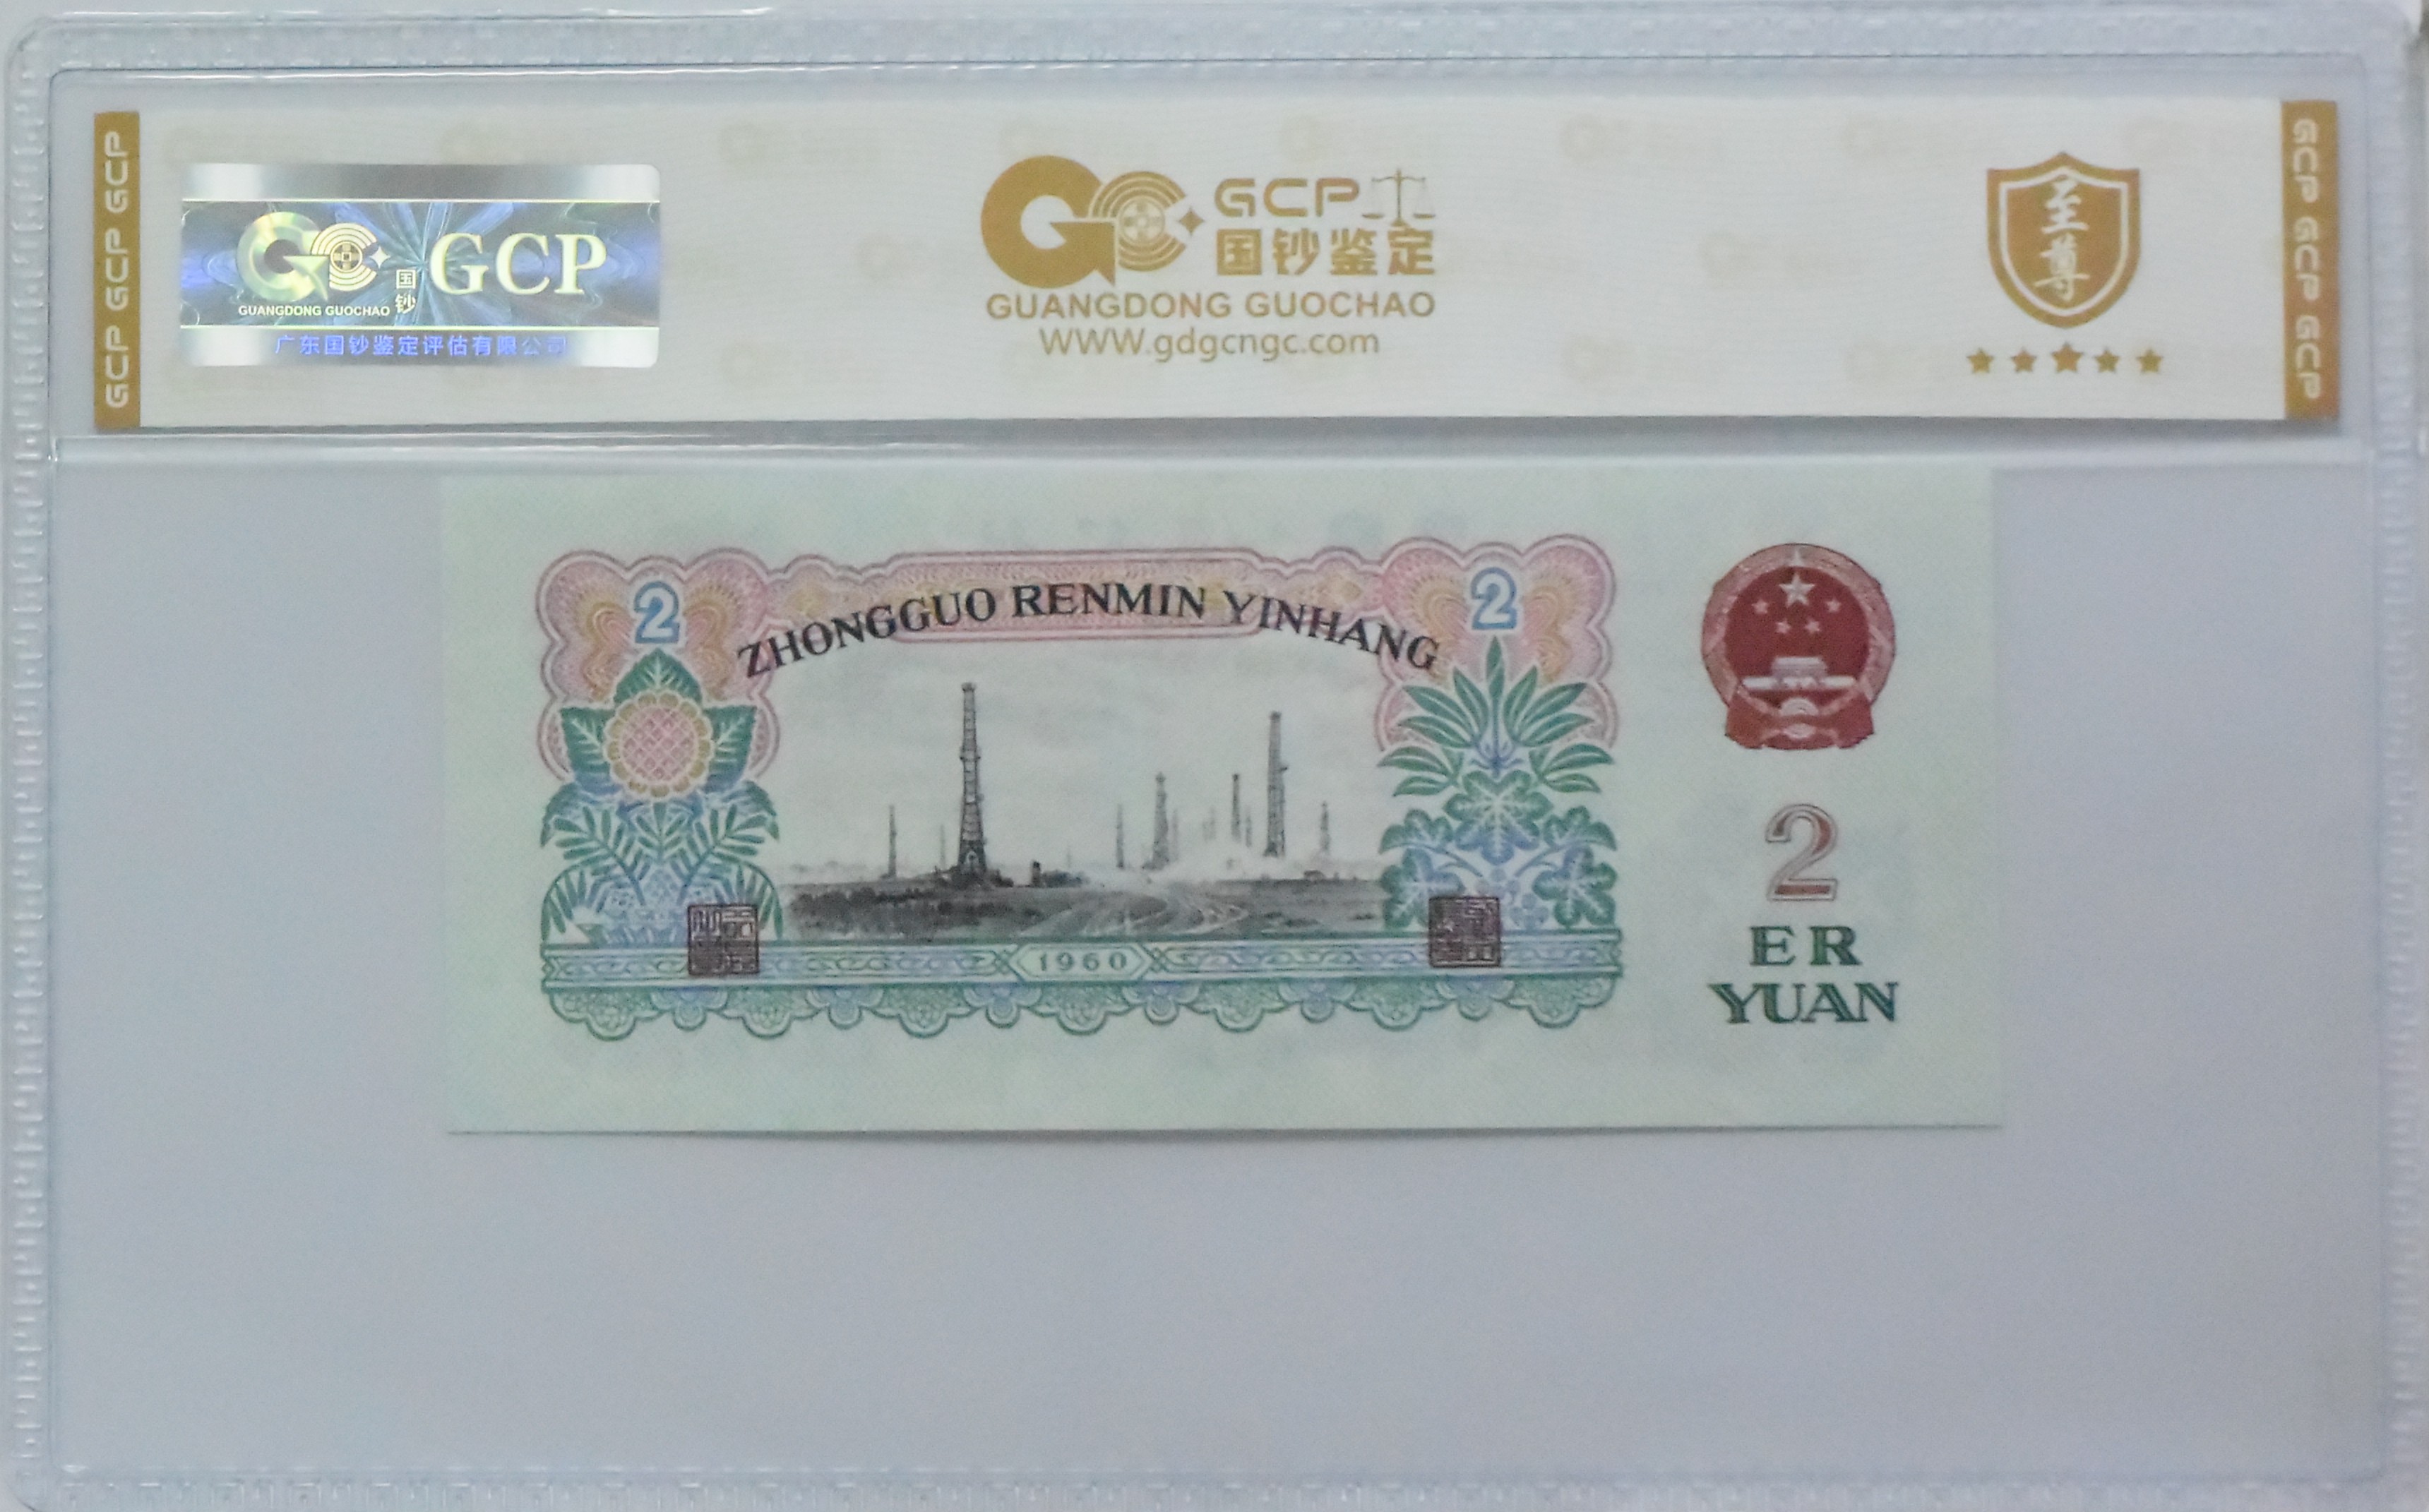 GCP GCP GCP
国钞
GCP
GUANGDONG GUOCHAO
广东国钞鉴定评估有限公司
GCP
国钞鉴定
GUANGDONG GUOCHAO
WWW.gdgcngc.com
至尊
GCP GCP GCP
2
2
ZHONGGUO RENMIN YINHANG
1960
2
ER
YUAN